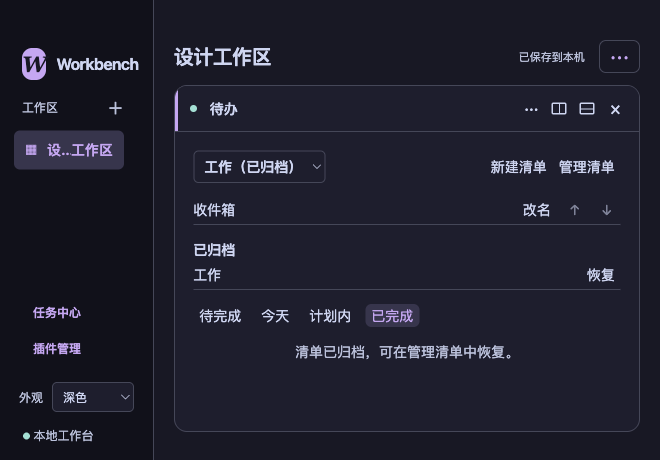 W Workbench
工作区 +
设…工作区
任务中心
插件管理
外观 深色
本地工作台
设计工作区
已保存到本机 …
待办
工作（已归档）
新建清单 管理清单
收件箱 改名 ↑ ↓
已归档
工作 恢复
待完成 今天 计划内 已完成
清单已归档，可在管理清单中恢复。